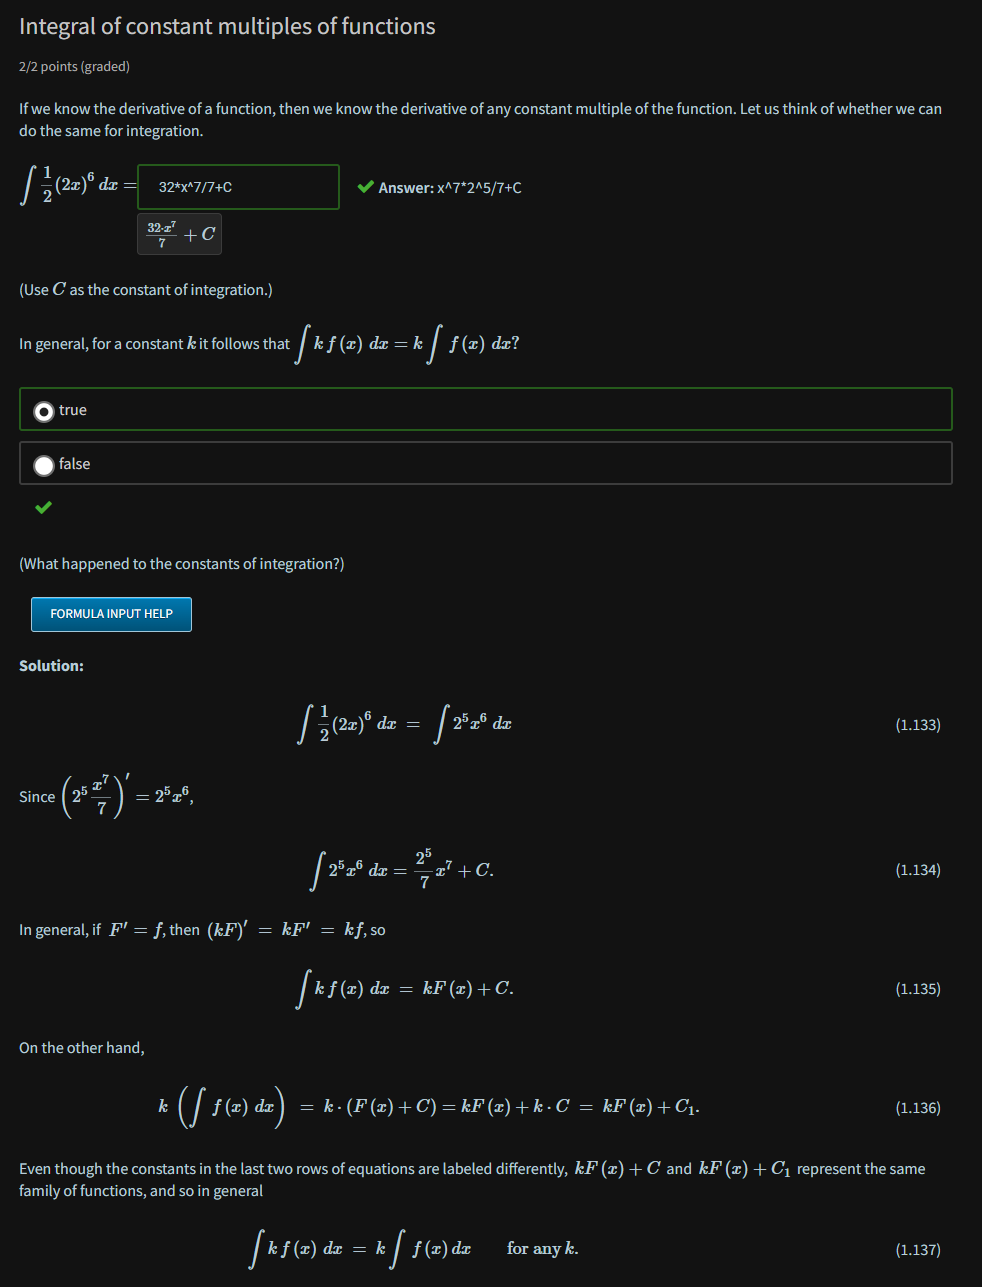 Integral of constant multiples of functions
2/2 points (graded)
If we know the derivative of a function, then we know the derivative of any constant multiple of the function. Let us think of whether we can
do the same for integration.
∫ 1/2 (2x)^6 dx = 32*x^7/7+C ✔ Answer: x^7*2^5/7+C
32·x^7/7 + C
(Use C as the constant of integration.)
In general, for a constant k it follows that ∫ k f(x) dx = k ∫ f(x) dx?
true
false
✔
(What happened to the constants of integration?)
FORMULA INPUT HELP
Solution:
∫ 1/2 (2x)^6 dx = ∫ 2^5 x^6 dx (1.133)
Since (2^5 x^7/7)′ = 2^5 x^6,
∫ 2^5 x^6 dx = 2^5/7 x^7 + C. (1.134)
In general, if F′ = f, then (kF)′ = kF′ = kf, so
∫ k f(x) dx = kF(x) + C. (1.135)
On the other hand,
k (∫ f(x) dx) = k · (F(x) + C) = kF(x) + k · C = kF(x) + C₁. (1.136)
Even though the constants in the last two rows of equations are labeled differently, kF(x) + C and kF(x) + C₁ represent the same
family of functions, and so in general
∫ k f(x) dx = k ∫ f(x) dx for any k. (1.137)